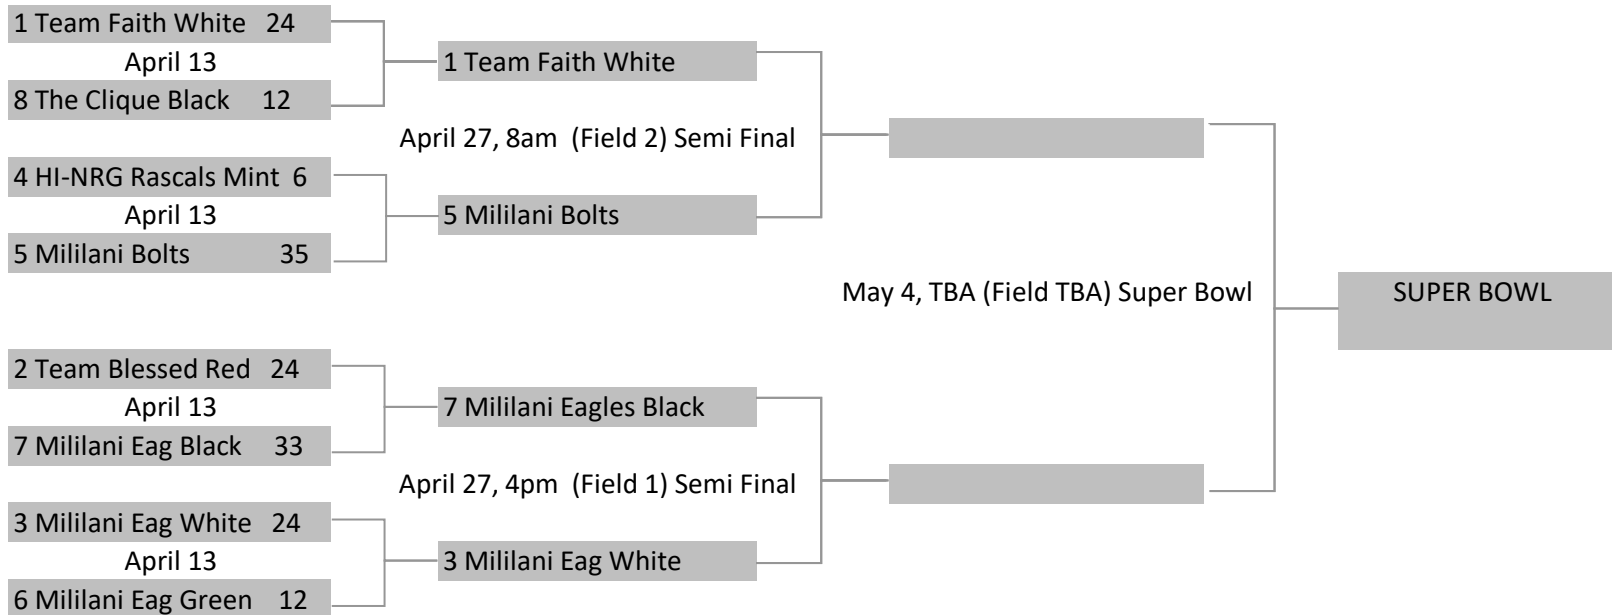 1 Team Faith White 24
April 13
8 The Clique Black 12
1 Team Faith White
April 27, 8am (Field 2) Semi Final
4 HI-NRG Rascals Mint 6
April 13
5 Mililani Bolts 35
5 Mililani Bolts
May 4, TBA (Field TBA) Super Bowl
SUPER BOWL
2 Team Blessed Red 24
April 13
7 Mililani Eag Black 33
7 Mililani Eagles Black
April 27, 4pm (Field 1) Semi Final
3 Mililani Eag White 24
April 13
6 Mililani Eag Green 12
3 Mililani Eag White